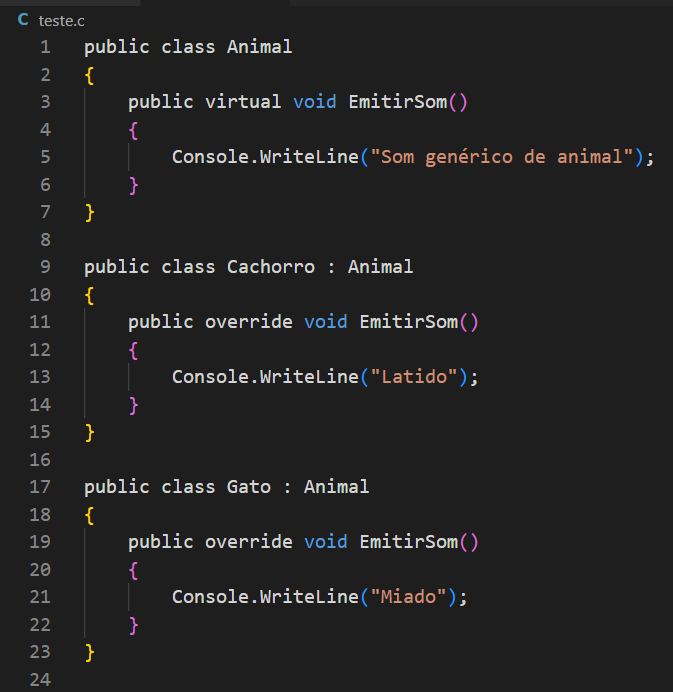 C teste.c
1 public class Animal
2 {
3     public virtual void EmitirSom()
4     {
5         Console.WriteLine("Som genérico de animal");
6     }
7 }
8
9 public class Cachorro : Animal
10 {
11     public override void EmitirSom()
12     {
13         Console.WriteLine("Latido");
14     }
15 }
16
17 public class Gato : Animal
18 {
19     public override void EmitirSom()
20     {
21         Console.WriteLine("Miado");
22     }
23 }
24